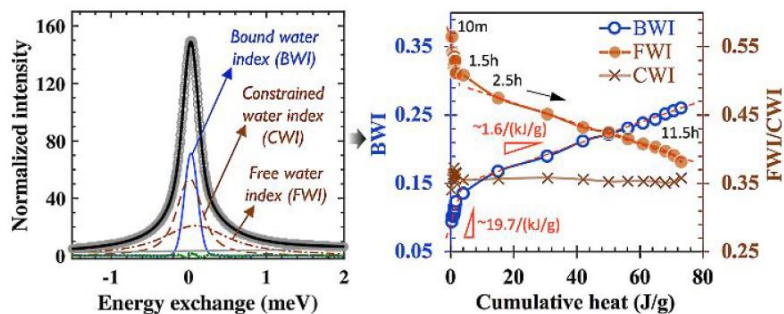 Normalized intensity
160
120
80
40
0
Bound water
index (BWI)
Constrained
water index
(CWI)
Free water
index (FWI)
-1
0
1
2
Energy exchange (meV)
BWI
0.35
0.25
0.15
0.05
10m
1.5h
2.5h
11.5h
BWI
FWI
CWI
~1.6/(kJ/g)
~19.7/(kJ/g)
0.55
0.45
0.35
0.25
FWI/CWI
0
20
40
60
80
Cumulative heat (J/g)